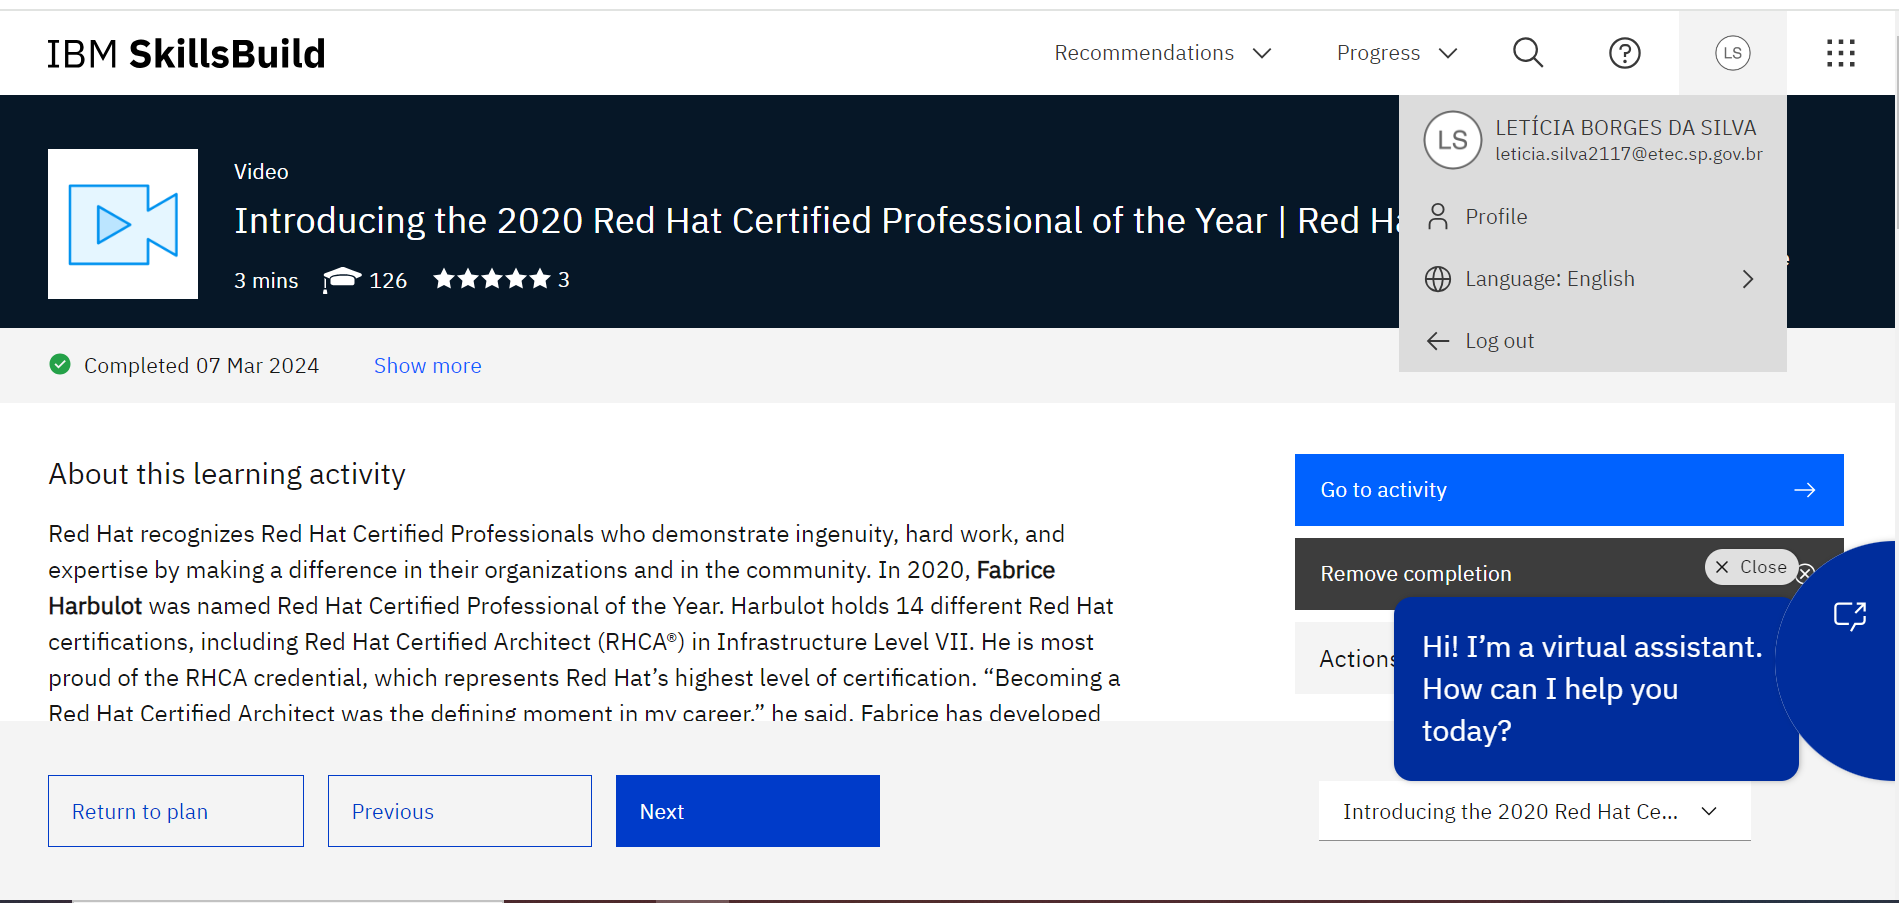 IBM SkillsBuild
Recommendations
Progress
LS
LS
LETÍCIA BORGES DA SILVA
leticia.silva2117@etec.sp.gov.br
Profile
Language: English
Log out
Video
Introducing the 2020 Red Hat Certified Professional of the Year | Red
3 mins
126
3
Completed 07 Mar 2024
Show more
About this learning activity
Red Hat recognizes Red Hat Certified Professionals who demonstrate ingenuity, hard work, and
expertise by making a difference in their organizations and in the community. In 2020, Fabrice
Harbulot was named Red Hat Certified Professional of the Year. Harbulot holds 14 different Red Hat
certifications, including Red Hat Certified Architect (RHCA®) in Infrastructure Level VII. He is most
proud of the RHCA credential, which represents Red Hat’s highest level of certification. “Becoming a
Red Hat Certified Architect was the defining moment in my career,” he said. Fabrice has developed
Go to activity
Remove completion
Close
Actions
Hi! I’m a virtual assistant.
How can I help you
today?
Return to plan
Previous
Next
Introducing the 2020 Red Hat Ce...